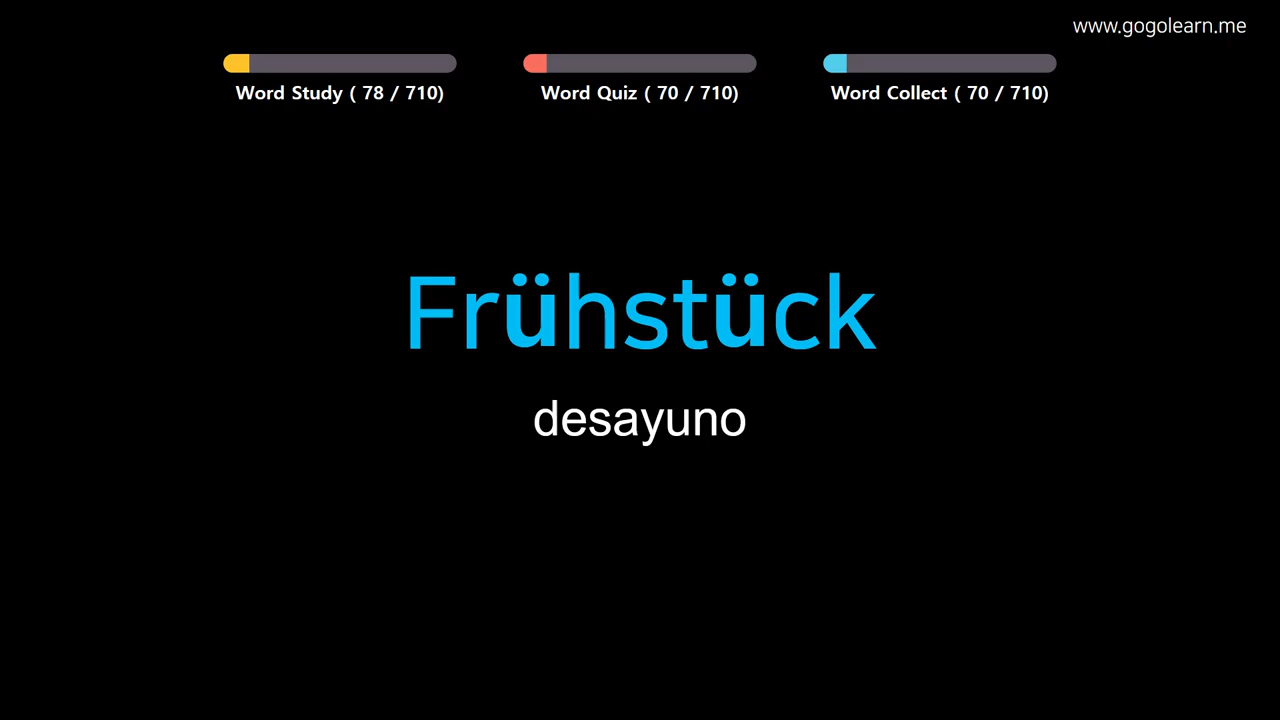 www.gogolearn.me
Word Study ( 78 / 710)
Word Quiz ( 70 / 710)
Word Collect ( 70 / 710)
Frühstück
desayuno